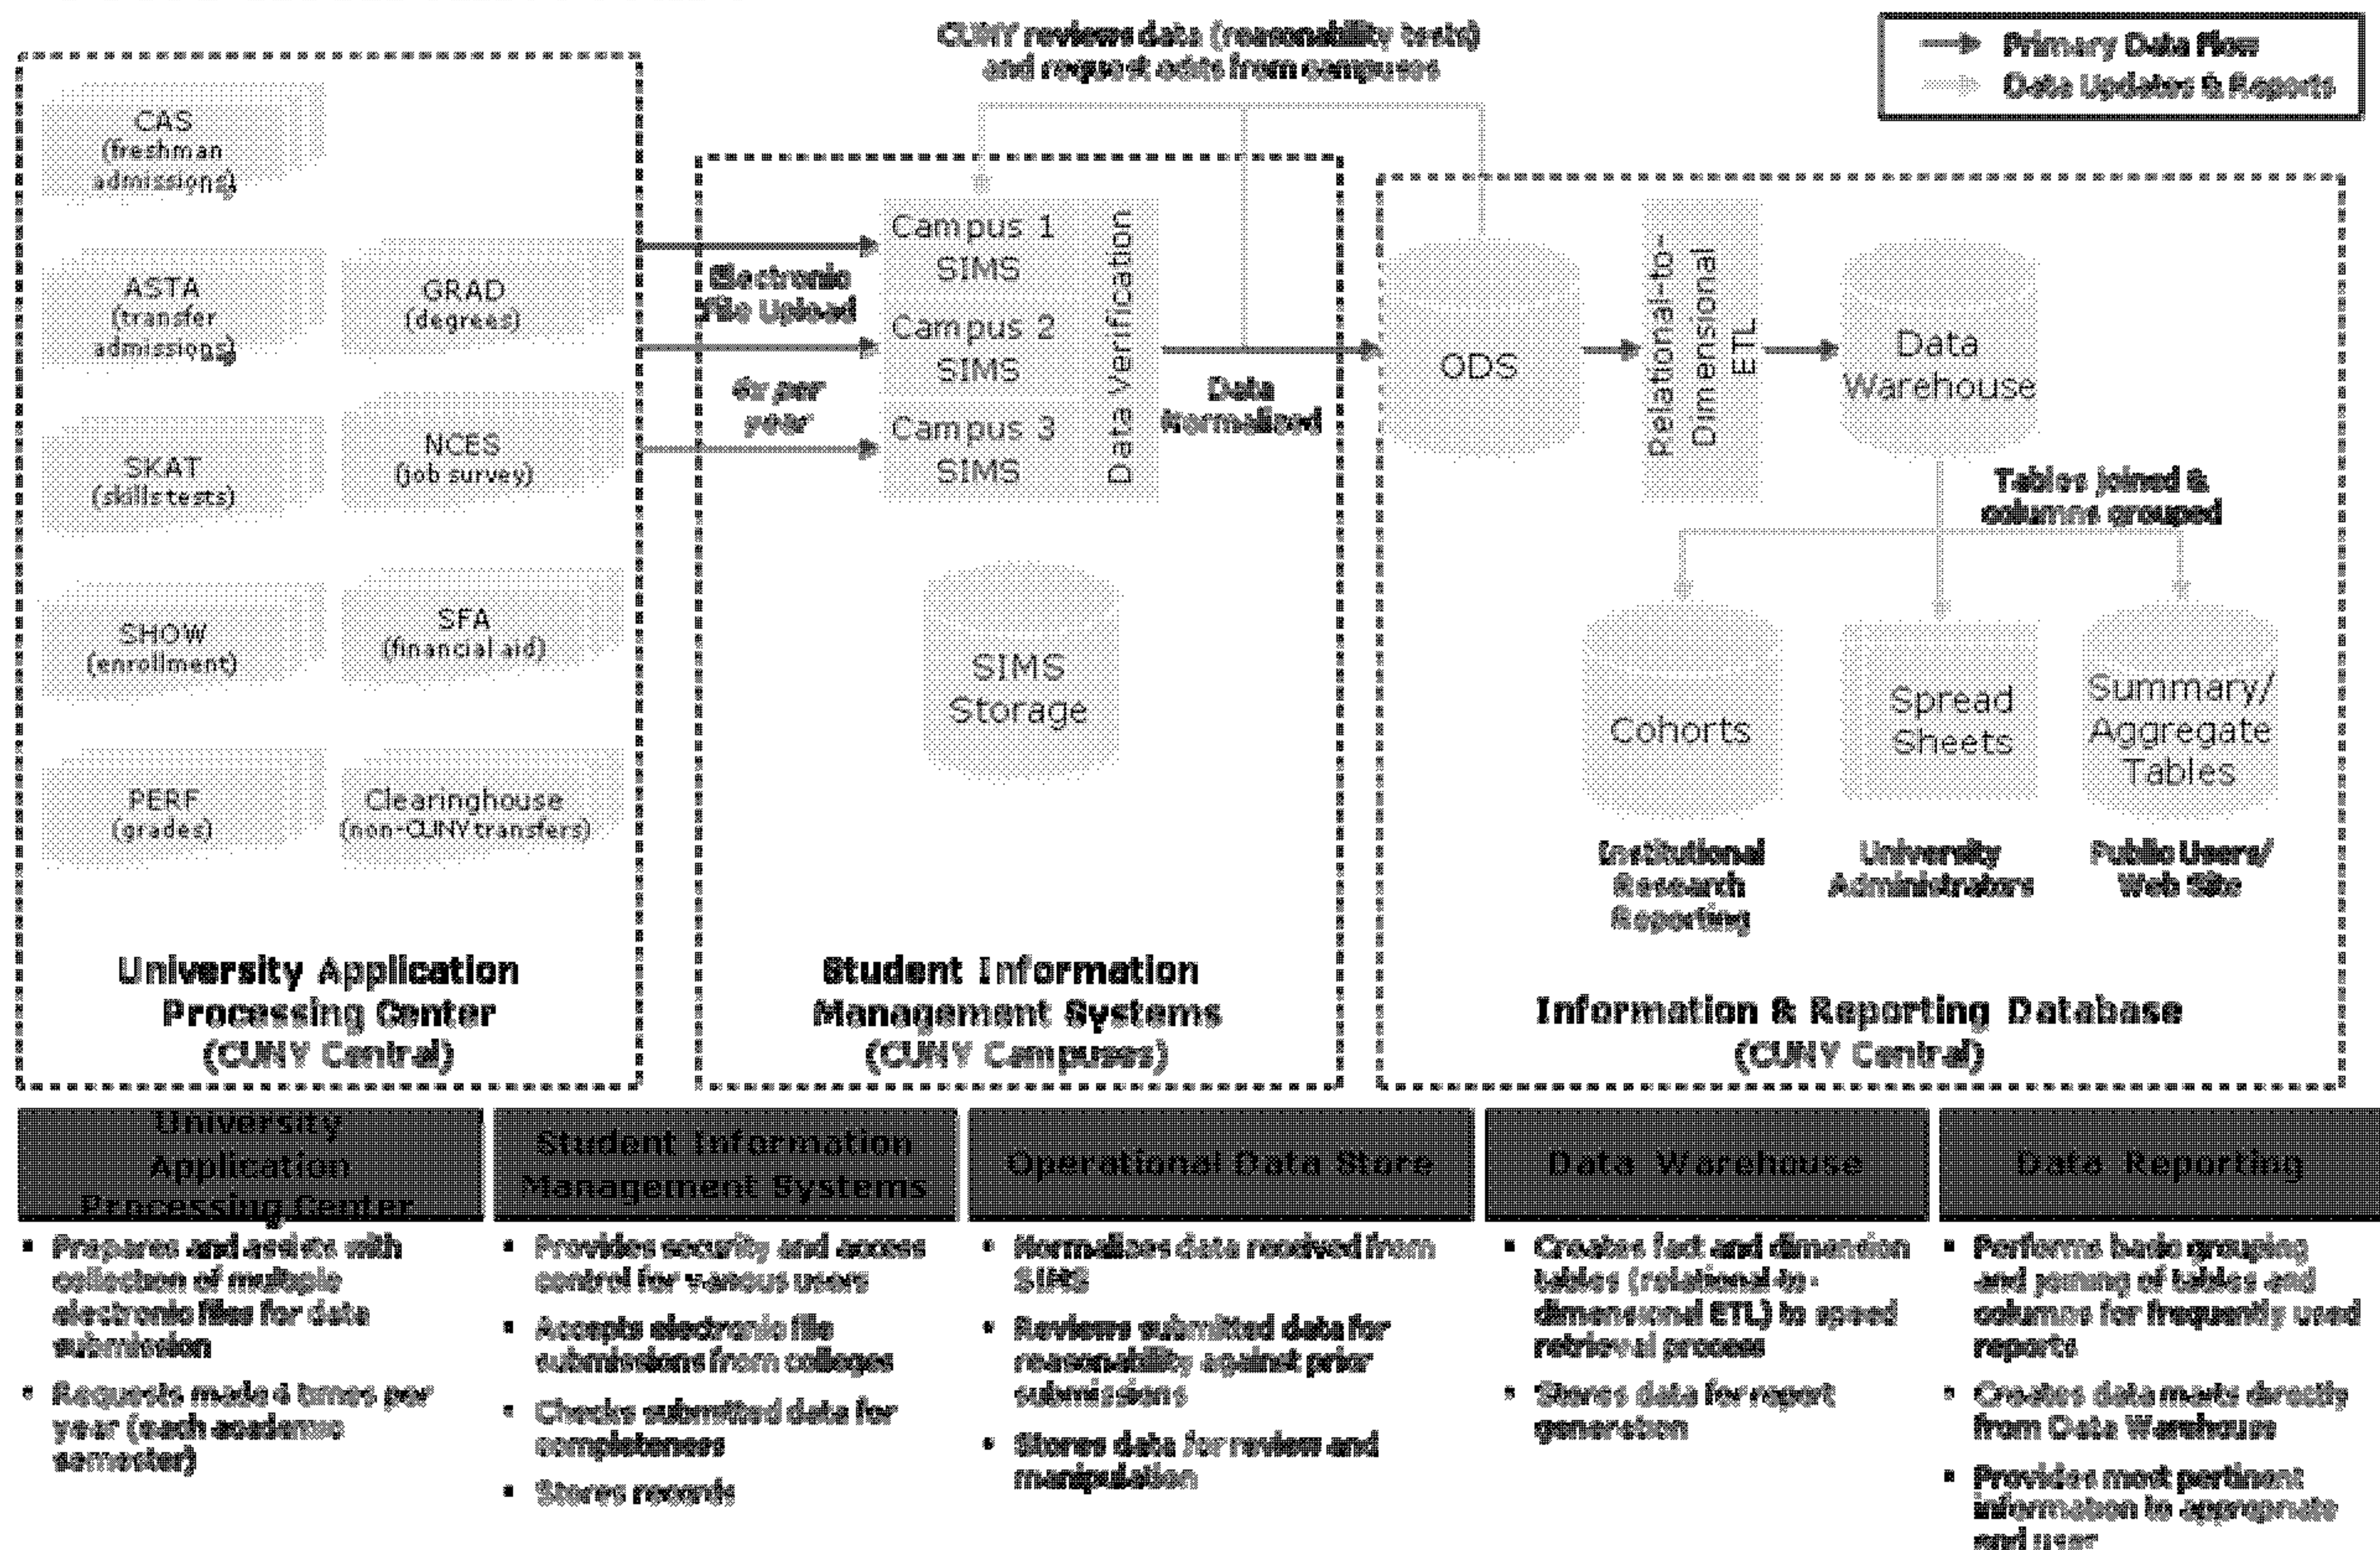 CUNY reviews data (reasonability tests)
and request edits from campuses
Primary Data Flow
Data Updates & Reports
CAS
(freshman
admissions)
ASTA
(transfer
admissions)
GRAD
(degrees)
SKAT
(skills tests)
NCES
(job survey)
SHOW
(enrollment)
SFA
(financial aid)
PERF
(grades)
Clearinghouse
(non-CUNY transfers)
University Application
Processing Center
(CUNY Central)
Electronic
File Upload
per
year
Campus 1
SIMS
Campus 2
SIMS
Campus 3
SIMS
Data Verification
Data
Normalized
SIMS
Storage
Student Information
Management Systems
(CUNY Campuses)
ODS
Relational-to-
Dimensional
ETL
Data
Warehouse
Tables joined &
columns grouped
Cohorts
Spread
Sheets
Summary/
Aggregate
Tables
Institutional
Research
Reporting
University
Administrators
Public Users/
Web Site
Information & Reporting Database
(CUNY Central)
University
Application
Processing Center
Student Information
Management Systems
Operational Data Store
Data Warehouse
Data Reporting
▪ Prepares and assists with
collection of multiple
electronic files for data
submission
▪ Requests made times per
year (each academic
semester)
▪ Provides security and access
control for various users
▪ Accepts electronic file
submissions from colleges
▪ Checks submitted data for
completeness
▪ Stores records
• Normalizes data received from
SIMS
• Reviews submitted data for
reasonability against prior
submissions
• Stores data for review and
manipulation
▪ Creates fact and dimension
tables (relational-to-
dimensional ETL) to speed
retrieval process
▪ Stores data for report
generation
▪ Performs basic grouping
and joining of tables and
columns for frequently used
reports
▪ Creates data marts directly
from Data Warehouse
▪ Provides most pertinent
information to appropriate
end user